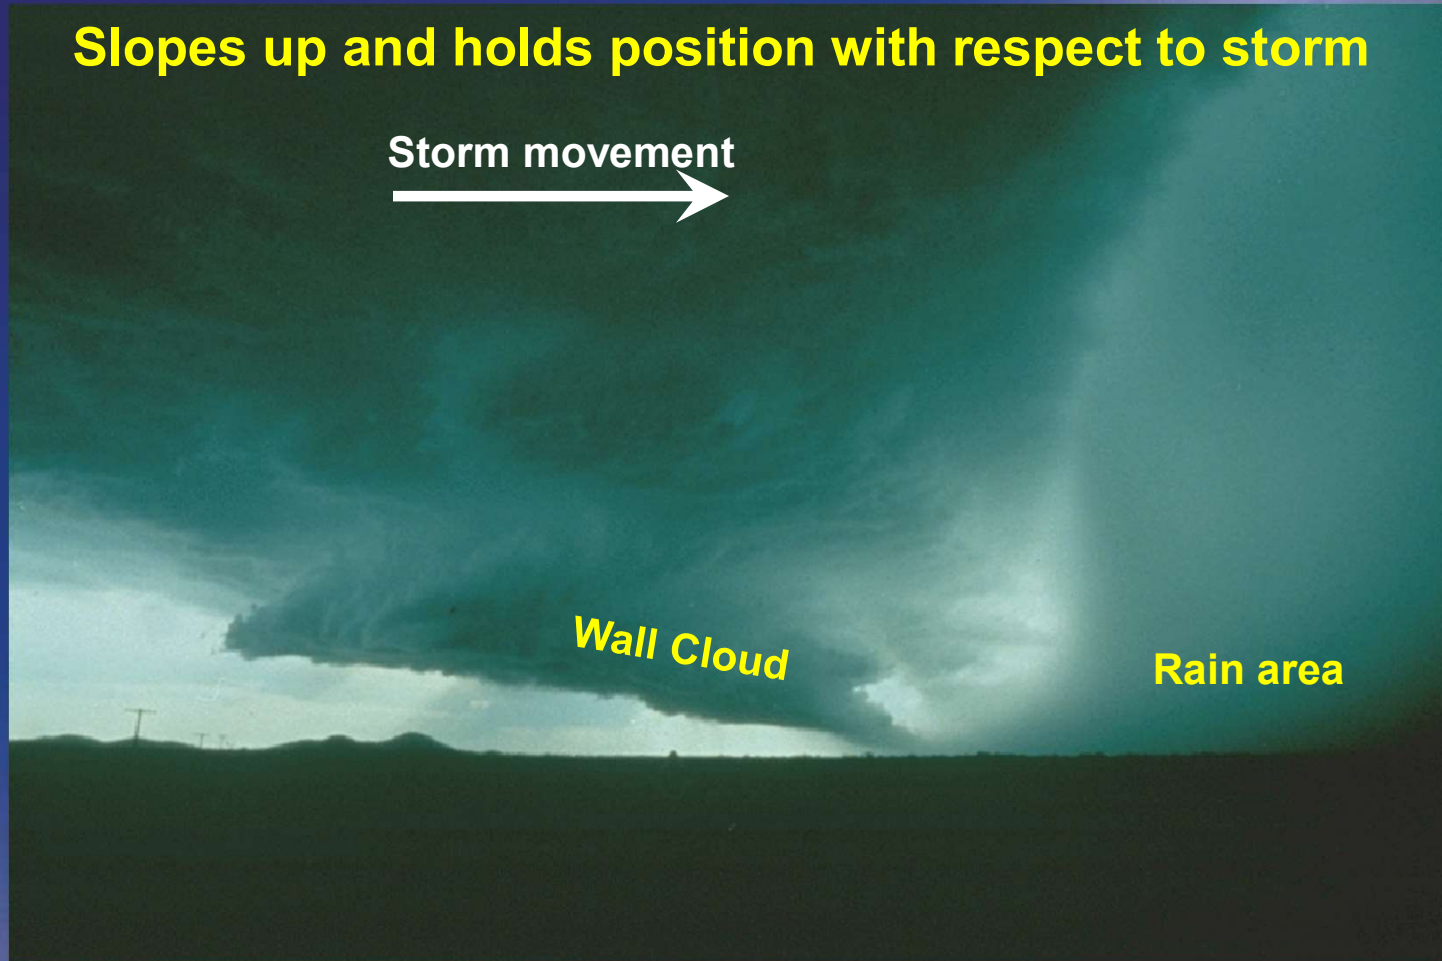 Slopes up and holds position with respect to storm
Storm movement
Wall Cloud
Rain area